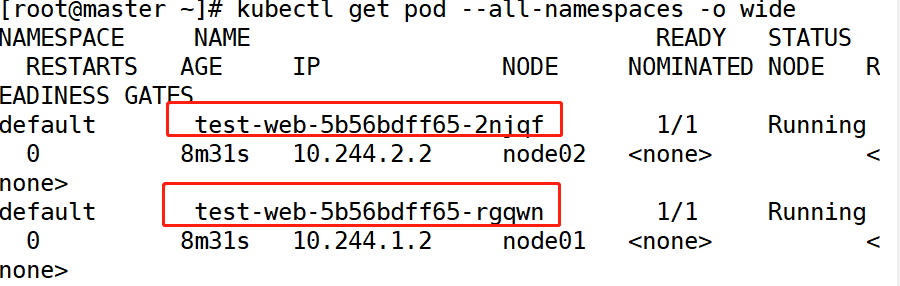 [root@master ~]# kubectl get pod --all-namespaces -o wide
NAMESPACE NAME READY STATUS
RESTARTS AGE IP NODE NOMINATED NODE R
EADINESS GATES
default test-web-5b56bdff65-2njqf 1/1 Running
0 8m31s 10.244.2.2 node02 <none> <
none>
default test-web-5b56bdff65-rgqwn 1/1 Running
0 8m31s 10.244.1.2 node01 <none> <
none>